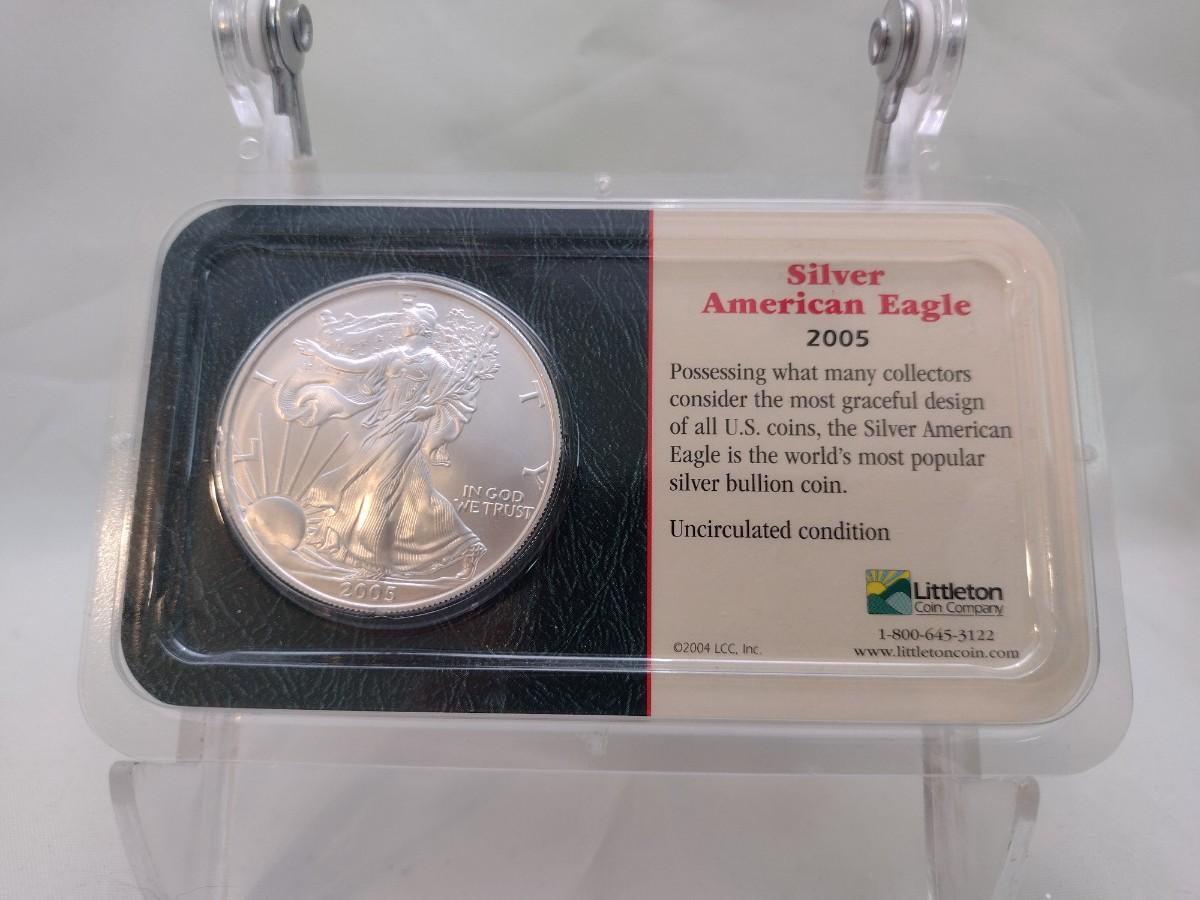 LIBERTY
IN GOD
WE TRUST
2005
Silver
American Eagle
2005
Possessing what many collectors
consider the most graceful design
of all U.S. coins, the Silver American
Eagle is the world's most popular
silver bullion coin.
Uncirculated condition
Littleton
Coin Company
1-800-645-3122
©2004 LCC, Inc.
www.littletoncoin.com